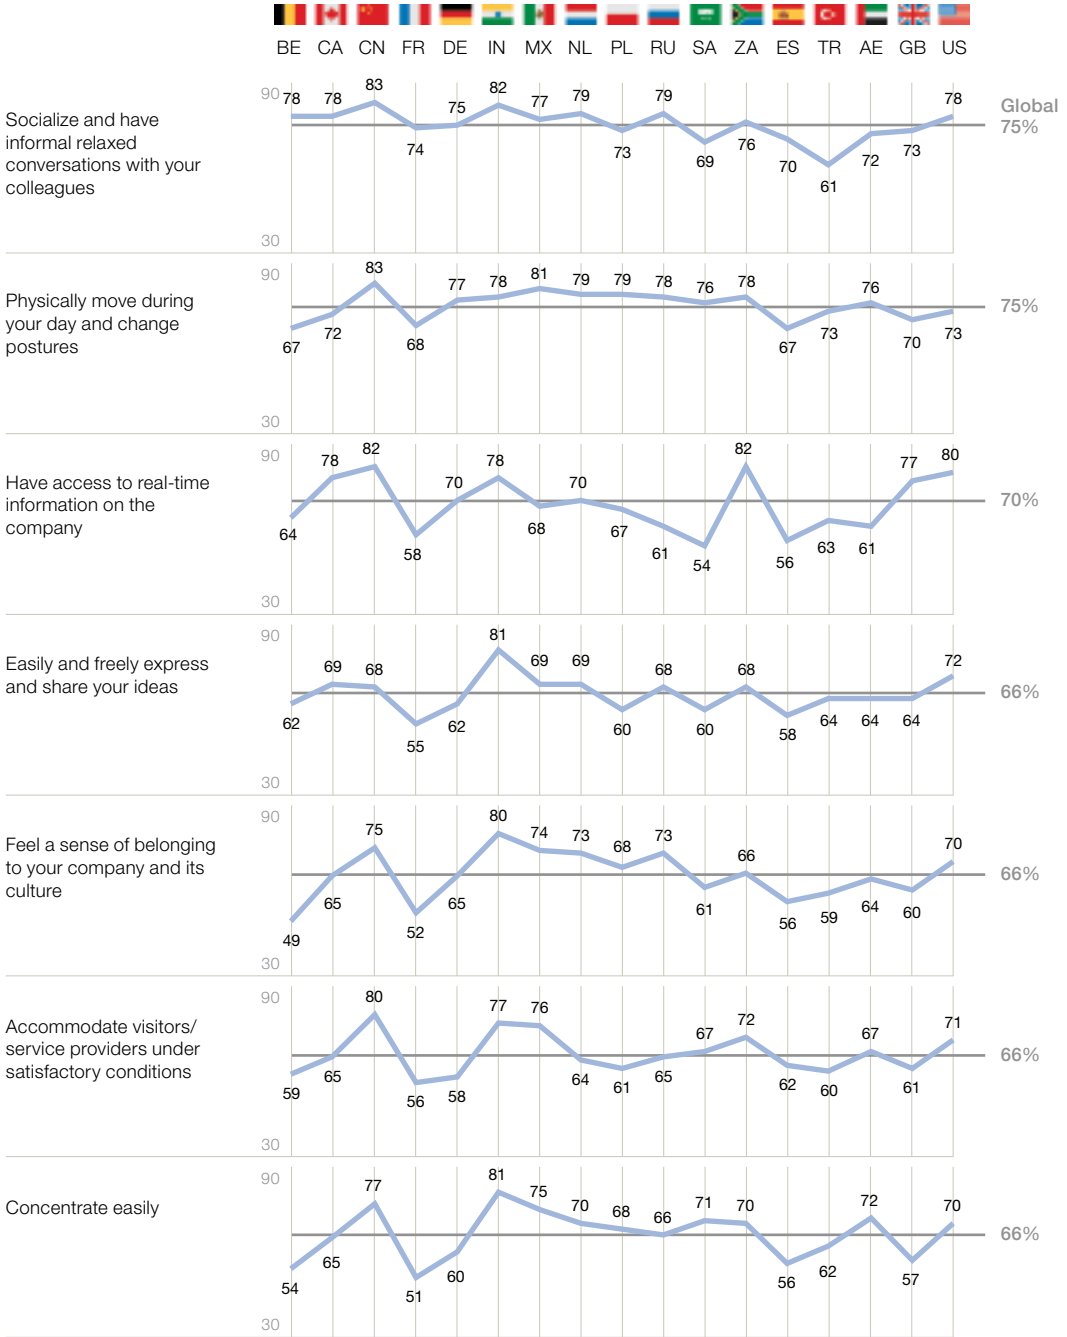 BE CA CN FR DE IN MX NL PL RU SA ZA ES TR AE GB US
Socialize and have
informal relaxed
conversations with your
colleagues
90
30
78 78 83 74 75 82 77 79 73 79 69 76 70 61 72 73 78
Global
75%
Physically move during
your day and change
postures
90
30
67 72 83 68 77 78 81 79 79 78 76 78 67 73 76 70 73
75%
Have access to real-time
information on the
company
90
30
64 78 82 58 70 78 68 70 67 61 54 82 56 63 61 77 80
70%
Easily and freely express
and share your ideas
90
30
62 69 68 55 62 81 69 69 60 68 60 68 58 64 64 64 72
66%
Feel a sense of belonging
to your company and its
culture
90
30
49 65 75 52 65 80 74 73 68 73 61 66 56 59 64 60 70
66%
Accommodate visitors/
service providers under
satisfactory conditions
90
30
59 65 80 56 58 77 76 64 61 65 67 72 62 60 67 61 71
66%
Concentrate easily
90
30
54 65 77 51 60 81 75 70 68 66 71 70 56 62 72 57 70
66%